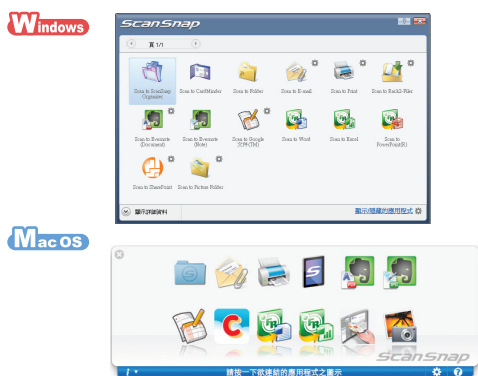 Windows
ScanSnap
頁 1/1
Scan to ScanSnap Organizer
Scan to CardMinder
Scan to Folder
Scan to E-mail
Scan to Print
Scan to Rack2-Filer
Scan to Evernote (Document)
Scan to Evernote (Note)
Scan to Google
Scan to Word
Scan to Excel
Scan to PowerPoint(R)
Scan to SharePoint
Scan to Picture Folder
顯示詳細資料
顯示/隱藏的應用程式
Mac OS
ScanSnap
請按一下欲連結的應用程式之圖示